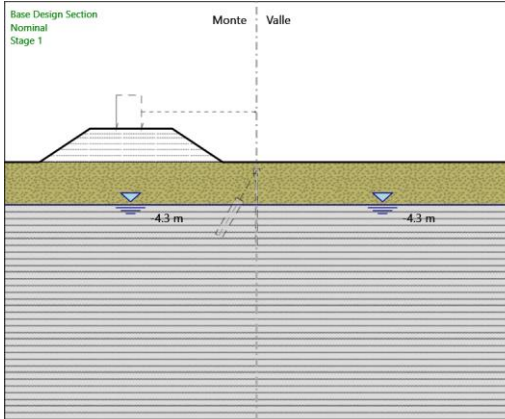 Base Design Section
Nominal
Stage 1
Monte Valle
-4.3 m -4.3 m